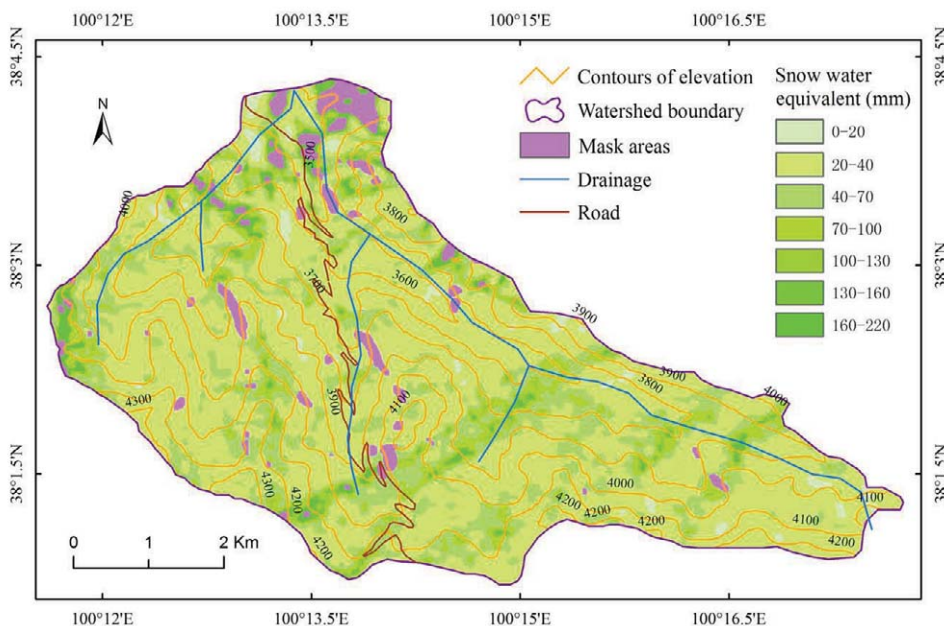 100°12'E 100°13.5'E 100°15'E 100°16.5'E
38°4.5'N 38°4.5'N
N
Contours of elevation
Watershed boundary
Mask areas
Drainage
Road
Snow water
equivalent (mm)
0-20
20-40
40-70
70-100
100-130
130-160
160-220
3500
4000
3800
38°3'N 38°3'N
3700
3600
3900
3900
3800
4000
4300
3900
4100
38°1.5'N 38°1.5'N
4300
4200
4000
4100
4200
4200
4200
4100
4200
4200
0 1 2 Km
100°12'E 100°13.5'E 100°15'E 100°16.5'E